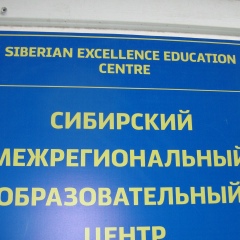 SIBERIAN EXCELLENCE EDUCATION
CENTRE
СИБИРСКИЙ
МЕЖРЕГИОНАЛЬНЫЙ
ОБРАЗОВАТЕЛЬНЫЙ
ЦЕНТР